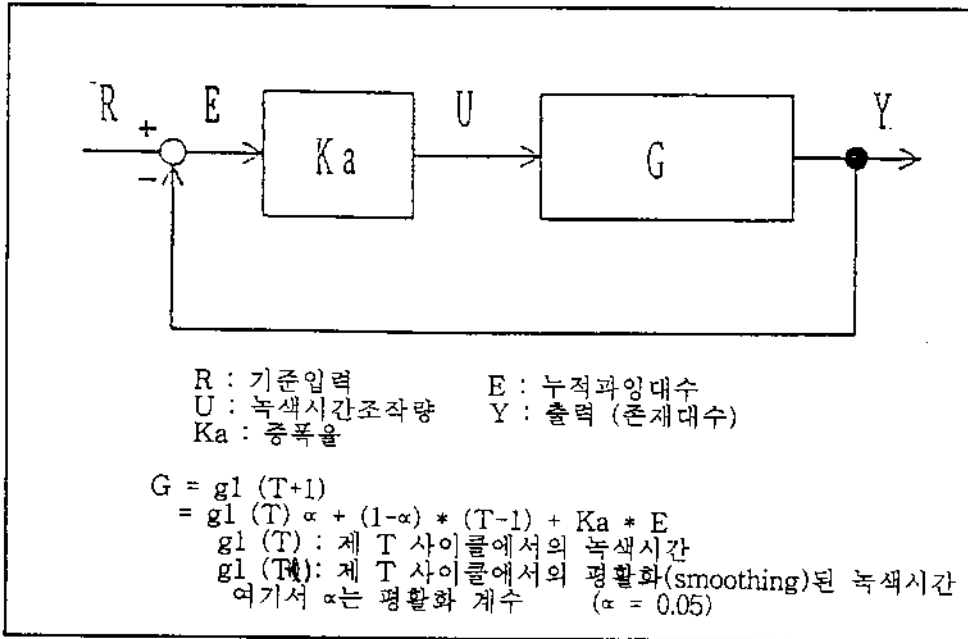 R E U Y
+
Ka G
−
R : 기준입력 E : 누적과잉대수
U : 녹색시간조작량 Y : 출력 (존재대수)
Ka : 증폭율
G = g1 (T+1)
= g1 (T) α + (1-α) * (T-1) + Ka * E
g1 (T) : 제 T 사이클에서의 녹색시간
: 제 T 사이클에서의 평활화(smoothing)된 녹색시간
여기서 α는 평활화 계수 (α = 0.05)